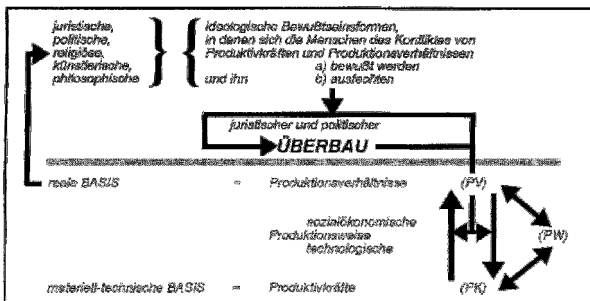 juristische,
politische,
religiöse,
künstlerische,
philosophische
ideologische Bewußtseinsformen,
in denen sich die Menschen des Konfliktes von
Produktivkräften und Produktionsverhältnissen
a) bewußt werden
und ihn b) ausfechten
juristischer und politischer
ÜBERBAU
reale BASIS = Produktionsverhältnisse (PV)
sozialökonomische
Produktionsweise (PW)
technologische
materiell-technische BASIS = Produktivkräfte (PK)